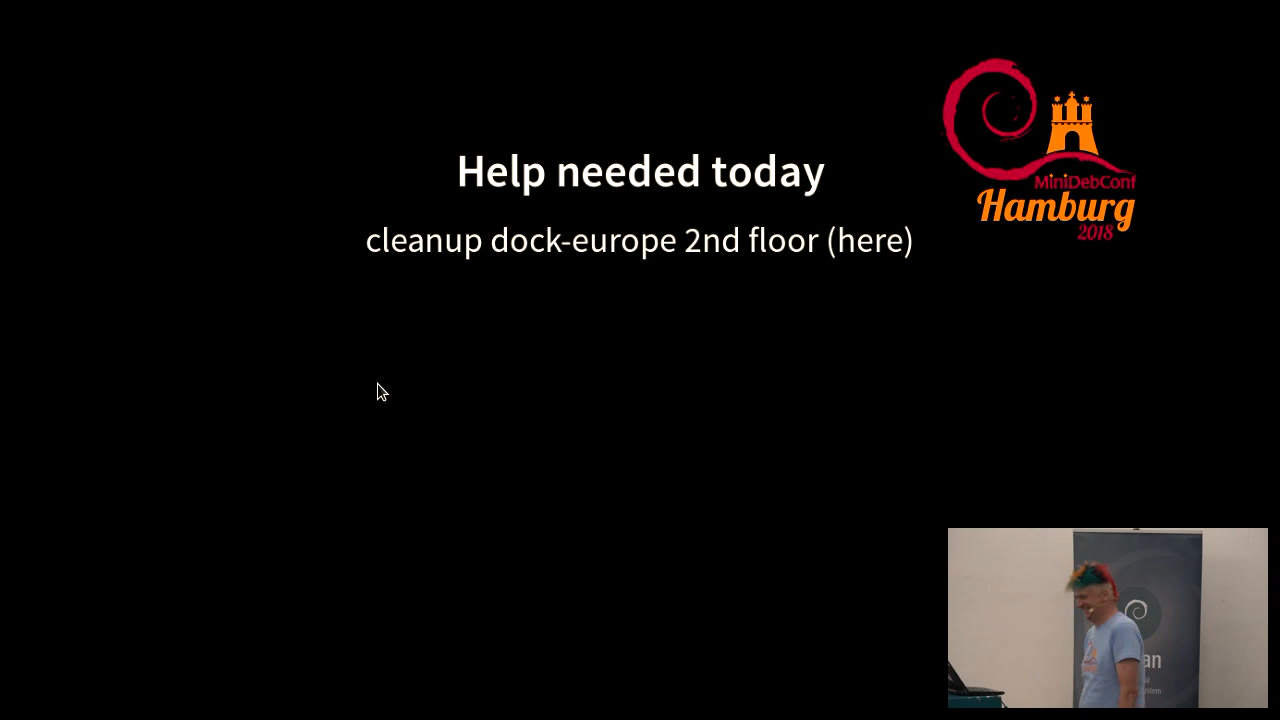 Help needed today
cleanup dock-europe 2nd floor (here)
MiniDebConf
Hamburg
2018